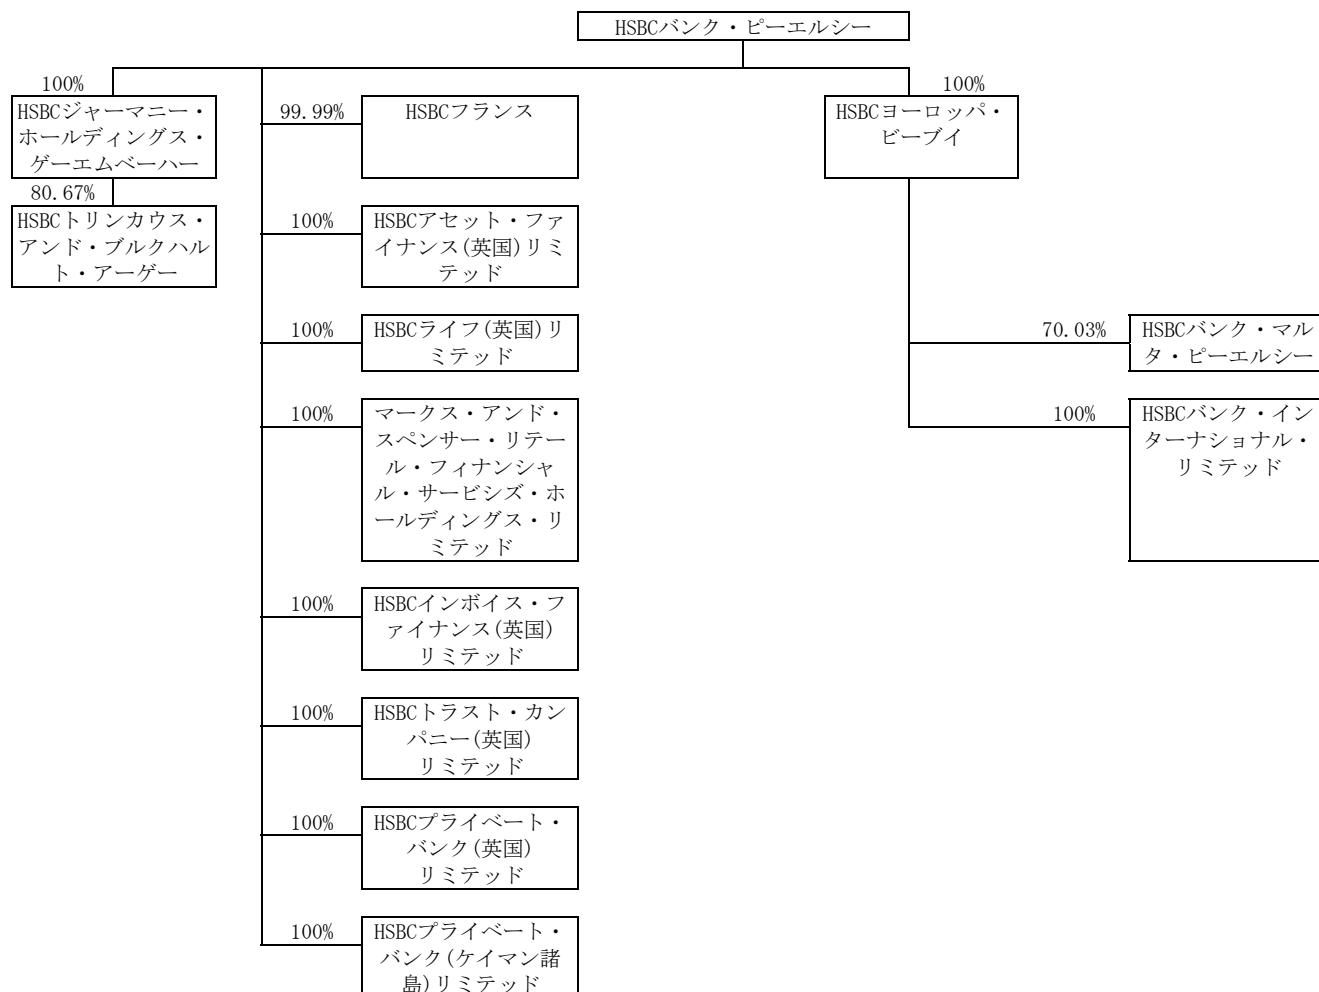 HSBCバンク・ピーエルシー
100%
HSBCジャーマニー・
ホールディングス・
ゲーエムベーハー
80.67%
HSBCトリンカウス・
アンド・ブルクハル
ト・アーゲー
99.99%
HSBCフランス
100%
HSBCアセット・ファ
イナンス(英国)リミ
テッド
100%
HSBCライフ(英国)リ
ミテッド
100%
マークス・アンド・
スペンサー・リテー
ル・フィナンシャ
ル・サービシズ・ホ
ールディングス・リ
ミテッド
100%
HSBCインボイス・フ
ァイナンス(英国)
リミテッド
100%
HSBCトラスト・カン
パニー(英国)
リミテッド
100%
HSBCプライベート・
バンク(英国)
リミテッド
100%
HSBCプライベート・
バンク(ケイマン諸
島)リミテッド
100%
HSBCヨーロッパ・
ビーブイ
70.03%
HSBCバンク・マル
タ・ピーエルシー
100%
HSBCバンク・イン
ターナショナル・
リミテッド